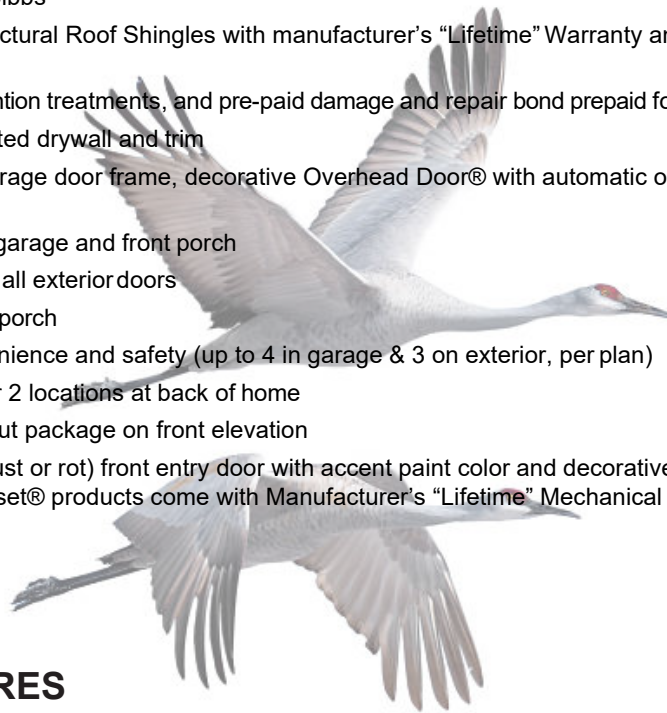 ctural Roof Shingles with manufacturer’s “Lifetime” Warranty an
ntion treatments, and pre-paid damage and repair bond prepaid fo
ted drywall and trim
rage door frame, decorative Overhead Door® with automatic o
garage and front porch
all exterior doors
porch
nience and safety (up to 4 in garage & 3 on exterior, per plan)
r 2 locations at back of home
ut package on front elevation
ust or rot) front entry door with accent paint color and decorative
set® products come with Manufacturer’s “Lifetime” Mechanical
RES